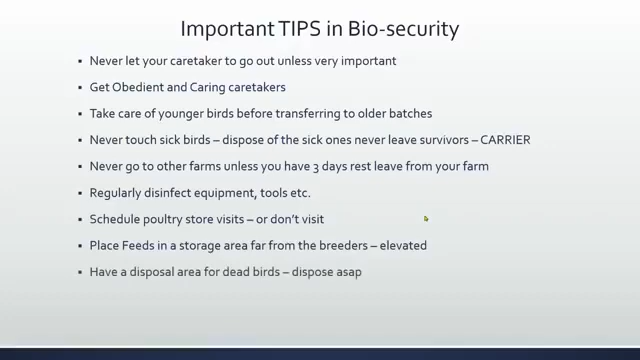 Important TIPS in Bio-security
▪ Never let your caretaker to go out unless very important
▪ Get Obedient and Caring caretakers
▪ Take care of younger birds before transferring to older batches
▪ Never touch sick birds – dispose of the sick ones never leave survivors – CARRIER
▪ Never go to other farms unless you have 3 days rest leave from your farm
▪ Regularly disinfect equipment, tools etc.
▪ Schedule poultry store visits – or don't visit
▪ Place Feeds in a storage area far from the breeders – elevated
▪ Have a disposal area for dead birds – dispose asap